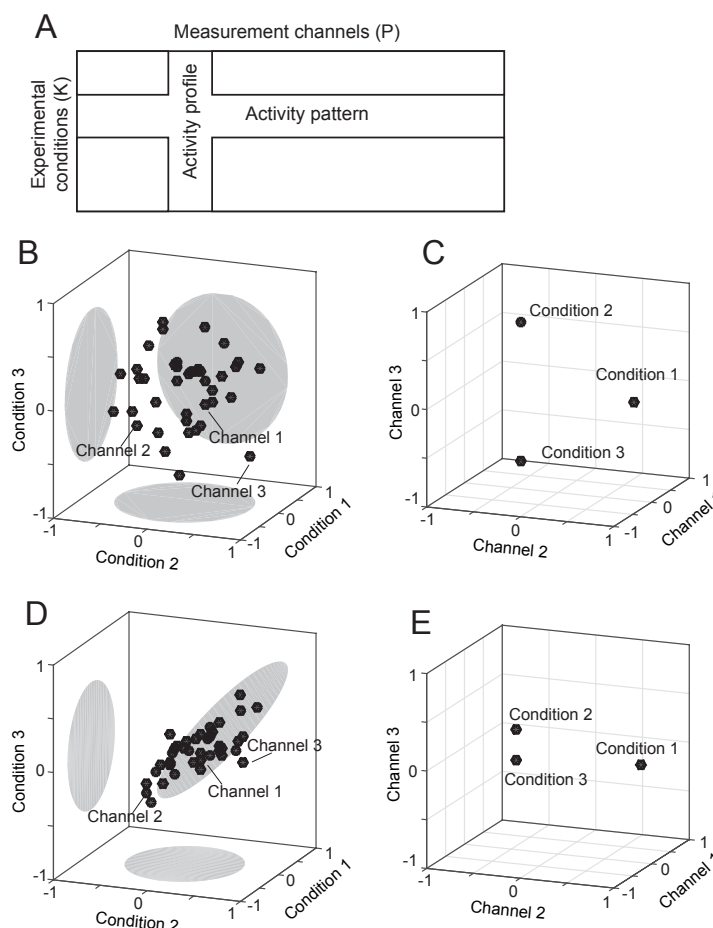 A
Measurement channels (P)
Experimental
conditions (K)
Activity profile
Activity pattern
B
1
0
-1
Condition 3
Channel 2
Channel 1
Channel 3
-1
0
1
Condition 2
-1
0
1
Condition 1
C
1
0
-1
Channel 3
Condition 2
Condition 1
Condition 3
-1
0
1
Channel 2
-1
0
1
Channel
D
1
0
-1
Condition 3
Channel 3
Channel 1
Channel 2
-1
0
1
Condition 2
-1
0
1
Condition 1
E
1
0
-1
Channel 3
Condition 2
Condition 1
Condition 3
-1
0
1
Channel 2
-1
0
1
Channel